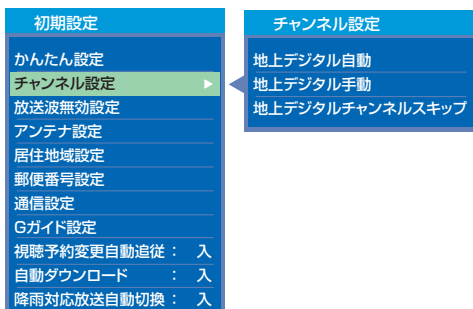 初期設定
かんたん設定
チャンネル設定
放送波無効設定
アンテナ設定
居住地域設定
郵便番号設定
通信設定
Gガイド設定
視聴予約変更自動追従： 入
自動ダウンロード ： 入
降雨対応放送自動切換： 入
チャンネル設定
地上デジタル自動
地上デジタル手動
地上デジタルチャンネルスキップ